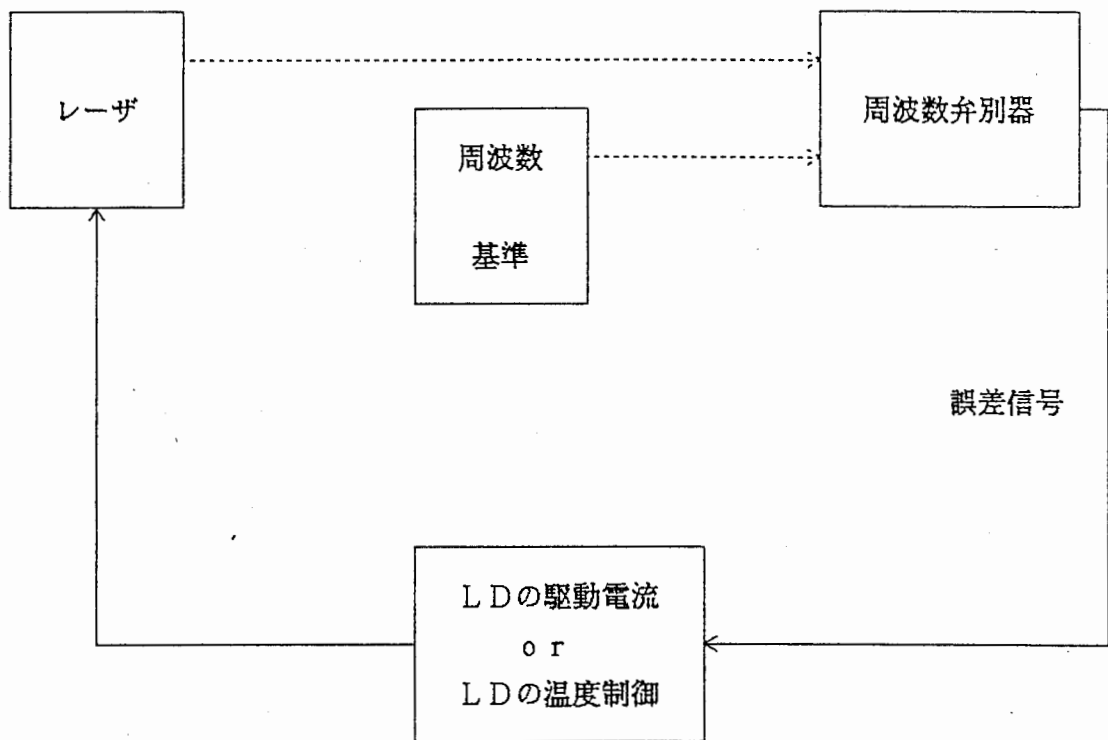 レーザ
周波数弁別器
周波数
基準
誤差信号
ＬＤの駆動電流
ｏｒ
ＬＤの温度制御